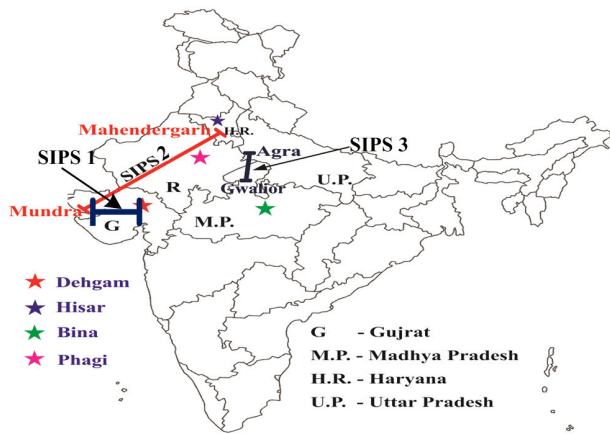 Mahendergarh
H.R.
SIPS 1
SIPS 2
Agra
SIPS 3
Gwalior
R
U.P.
Mundra
G
M.P.
Dehgam
Hisar
Bina
Phagi
G - Gujrat
M.P. - Madhya Pradesh
H.R. - Haryana
U.P. - Uttar Pradesh